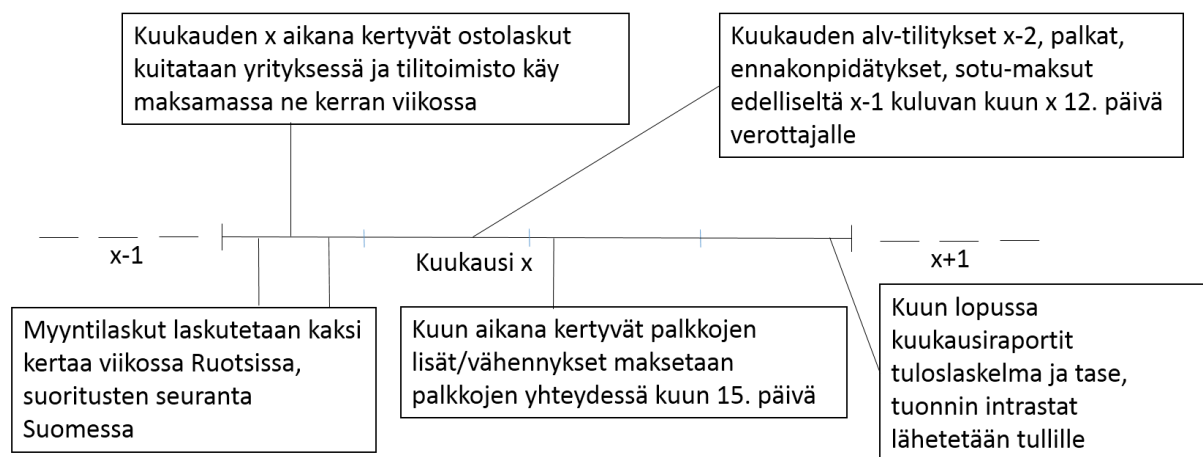 Kuukauden x aikana kertyvät ostolaskut
kuitataan yrityksessä ja tilitoimisto käy
maksamassa ne kerran viikossa
Kuukauden alv-tilitykset x-2, palkat,
ennakonpidätykset, sotu-maksut
edelliseltä x-1 kuluvan kuun x 12. päivä
verottajalle
x-1
Kuukausi x
x+1
Myyntilaskut laskutetaan kaksi
kertaa viikossa Ruotsissa,
suoritusten seuranta
Suomessa
Kuun aikana kertyvät palkkojen
lisät/vähennykset maksetaan
palkkojen yhteydessä kuun 15. päivä
Kuun lopussa
kuukausiraportit
tuloslaskelma ja tase,
tuonnin intrastat
lähetetään tullille